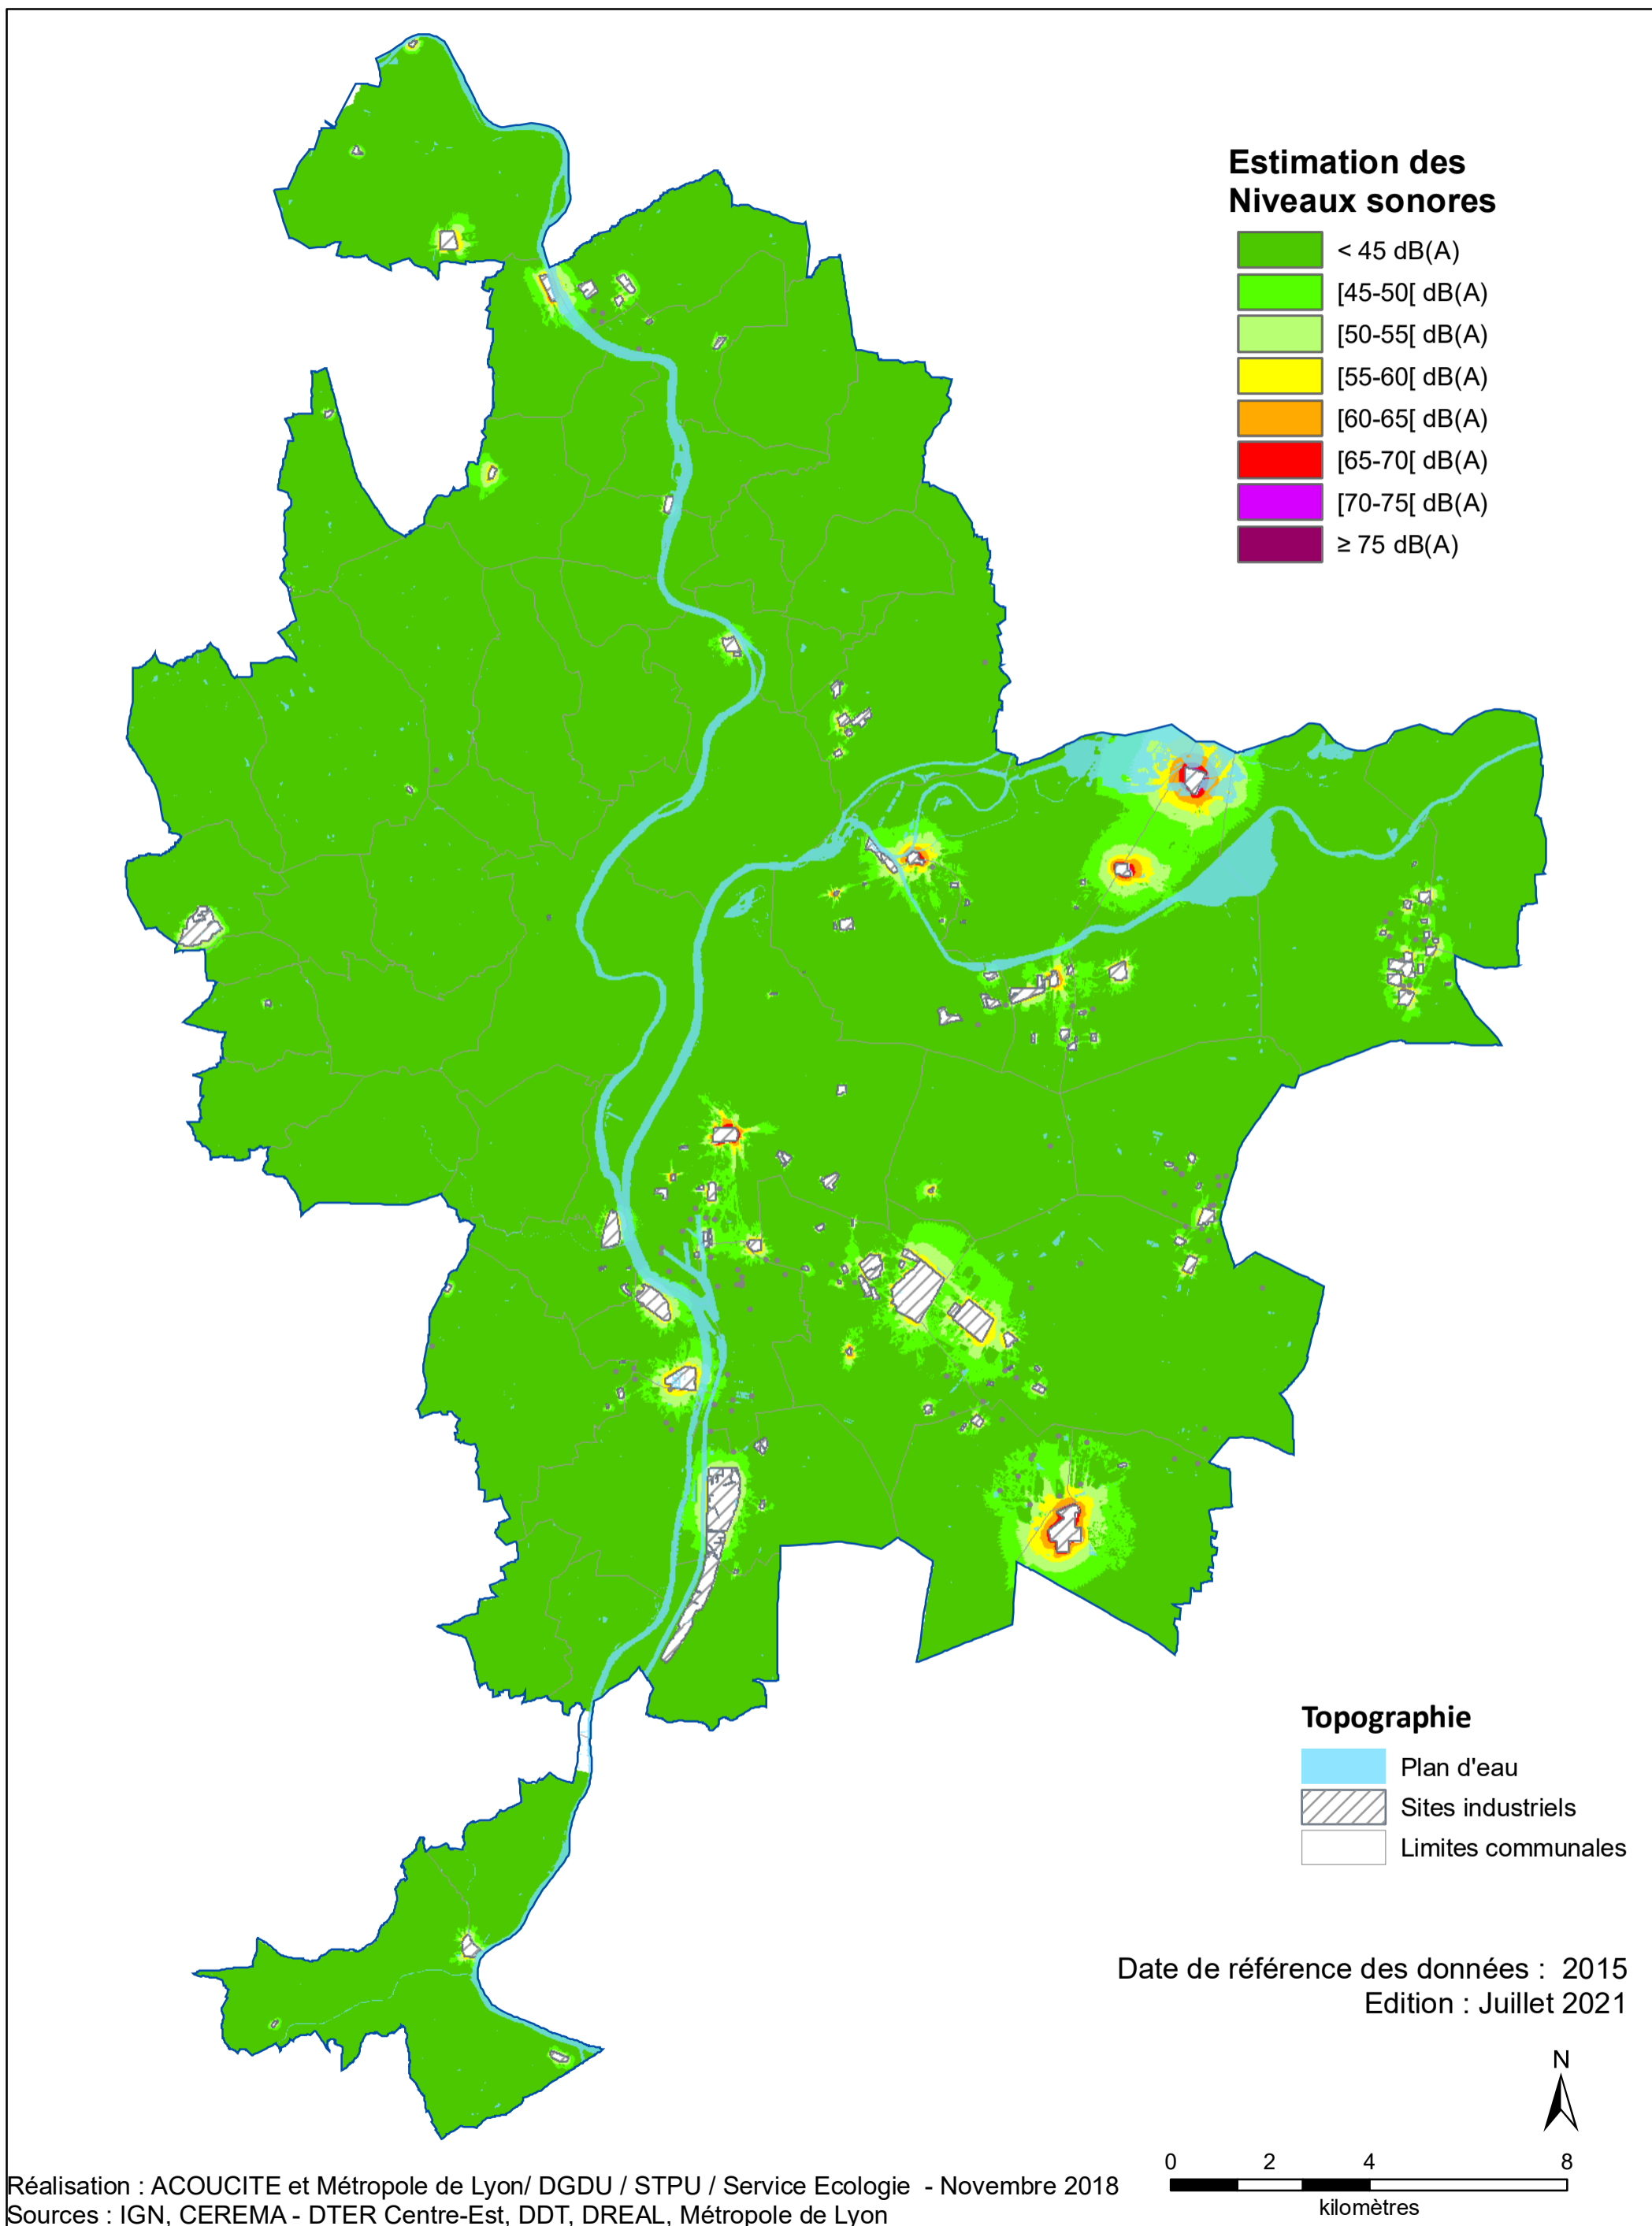 Estimation des
Niveaux sonores
< 45 dB(A)
[45-50[ dB(A)
[50-55[ dB(A)
[55-60[ dB(A)
[60-65[ dB(A)
[65-70[ dB(A)
[70-75[ dB(A)
≥ 75 dB(A)
Topographie
Plan d'eau
Sites industriels
Limites communales
Date de référence des données : 2015
Edition : Juillet 2021
N
0 2 4 8
kilomètres
Réalisation : ACOUCITE et Métropole de Lyon/ DGDU / STPU / Service Ecologie - Novembre 2018
Sources : IGN, CEREMA - DTER Centre-Est, DDT, DREAL, Métropole de Lyon